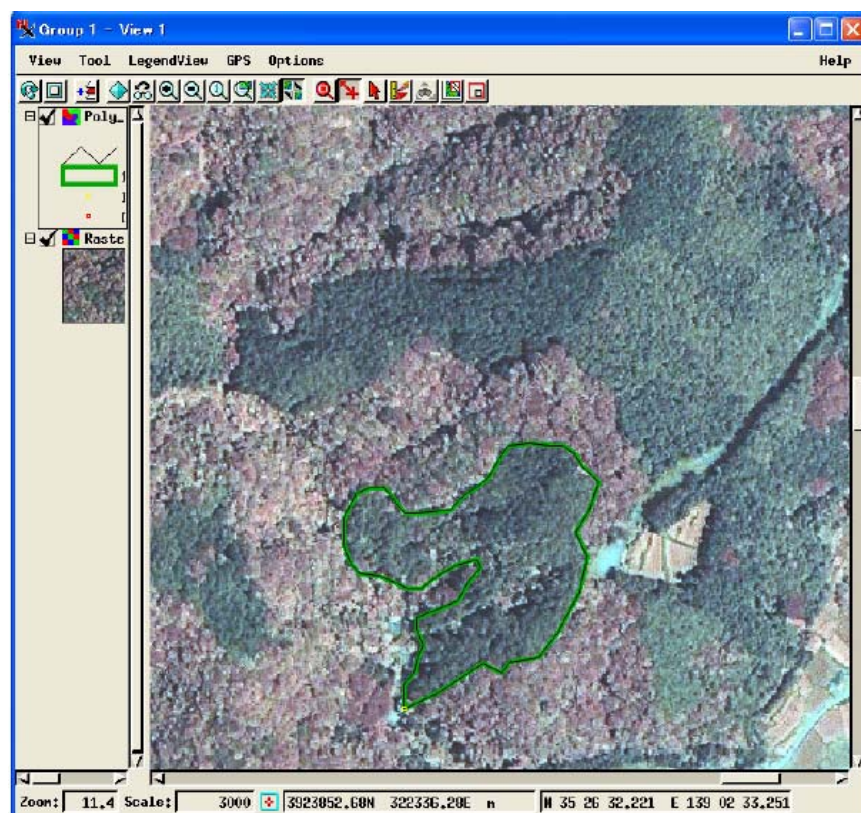 Group 1 - View 1
View Tool LegendView GPS Options Help
Poly_
Raste
Zoom: 11.4 Scale: 3000 3923052.60N 322336.20E m N 35 26 32.221 E 139 02 33.251